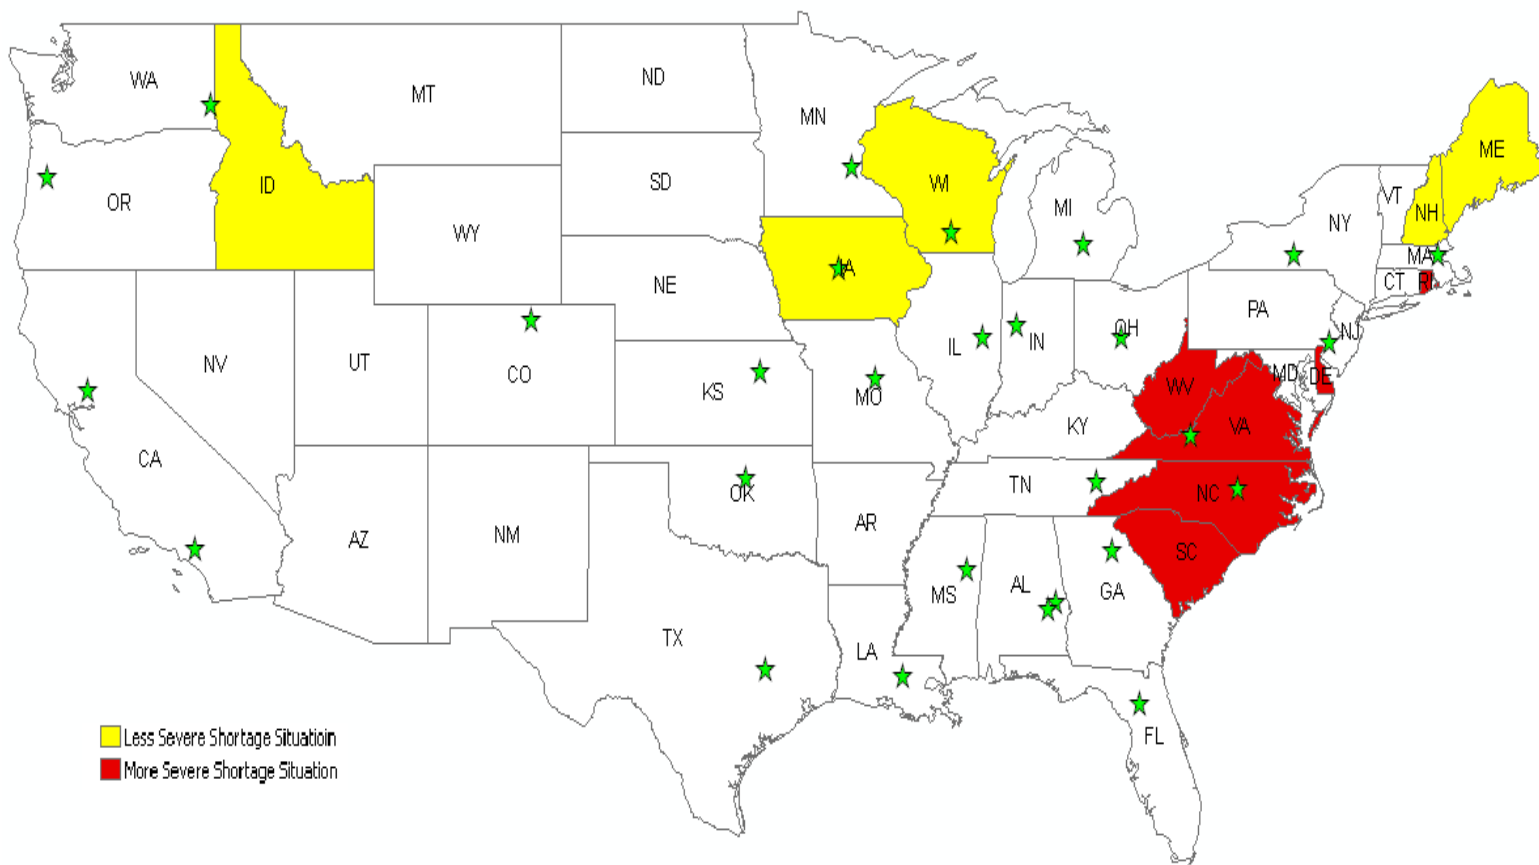 WA
MT
ND
MN
ME
OR
ID
SD
WI
MI
VT
NH
NY
WY
MA
NE
IA
CT
RI
PA
NV
UT
CO
KS
MO
IL
IN
OH
NJ
MD
DE
WV
VA
KY
CA
TN
NC
OK
AR
AZ
NM
SC
MS
AL
GA
TX
LA
FL
Less Severe Shortage Situatioin
More Severe Shortage Situation